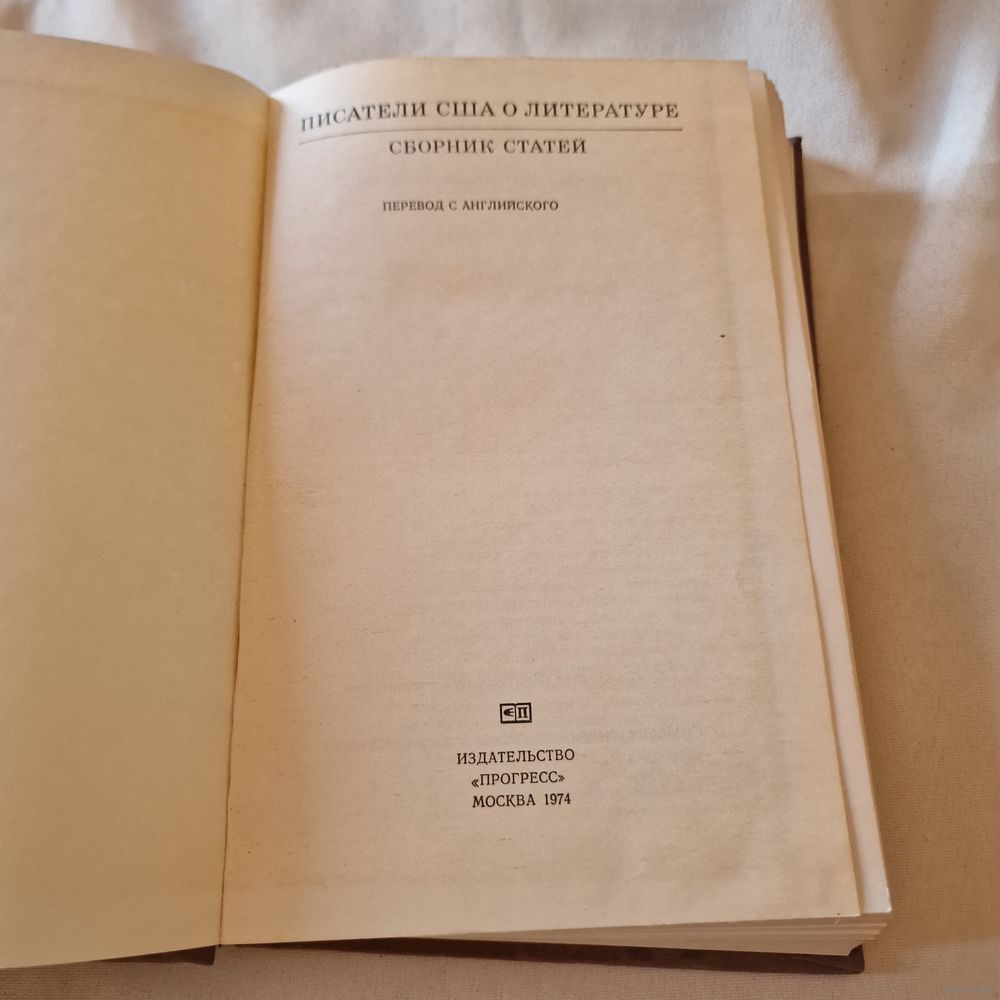 ПИСАТЕЛИ США О ЛИТЕРАТУРЕ
СБОРНИК СТАТЕЙ
ПЕРЕВОД С АНГЛИЙСКОГО
П
ИЗДАТЕЛЬСТВО
«ПРОГРЕСС»
МОСКВА 1974